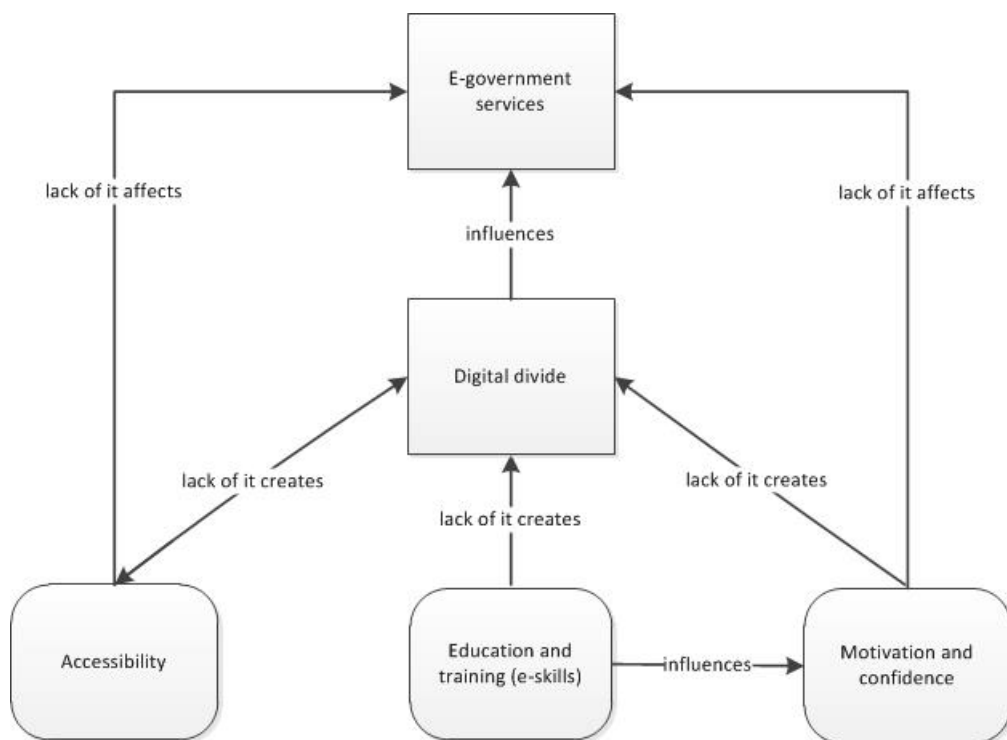 E-government
services
lack of it affects
lack of it affects
influences
Digital divide
lack of it creates
lack of it creates
lack of it creates
Accessibility
Education and
training (e-skills)
influences
Motivation and
confidence